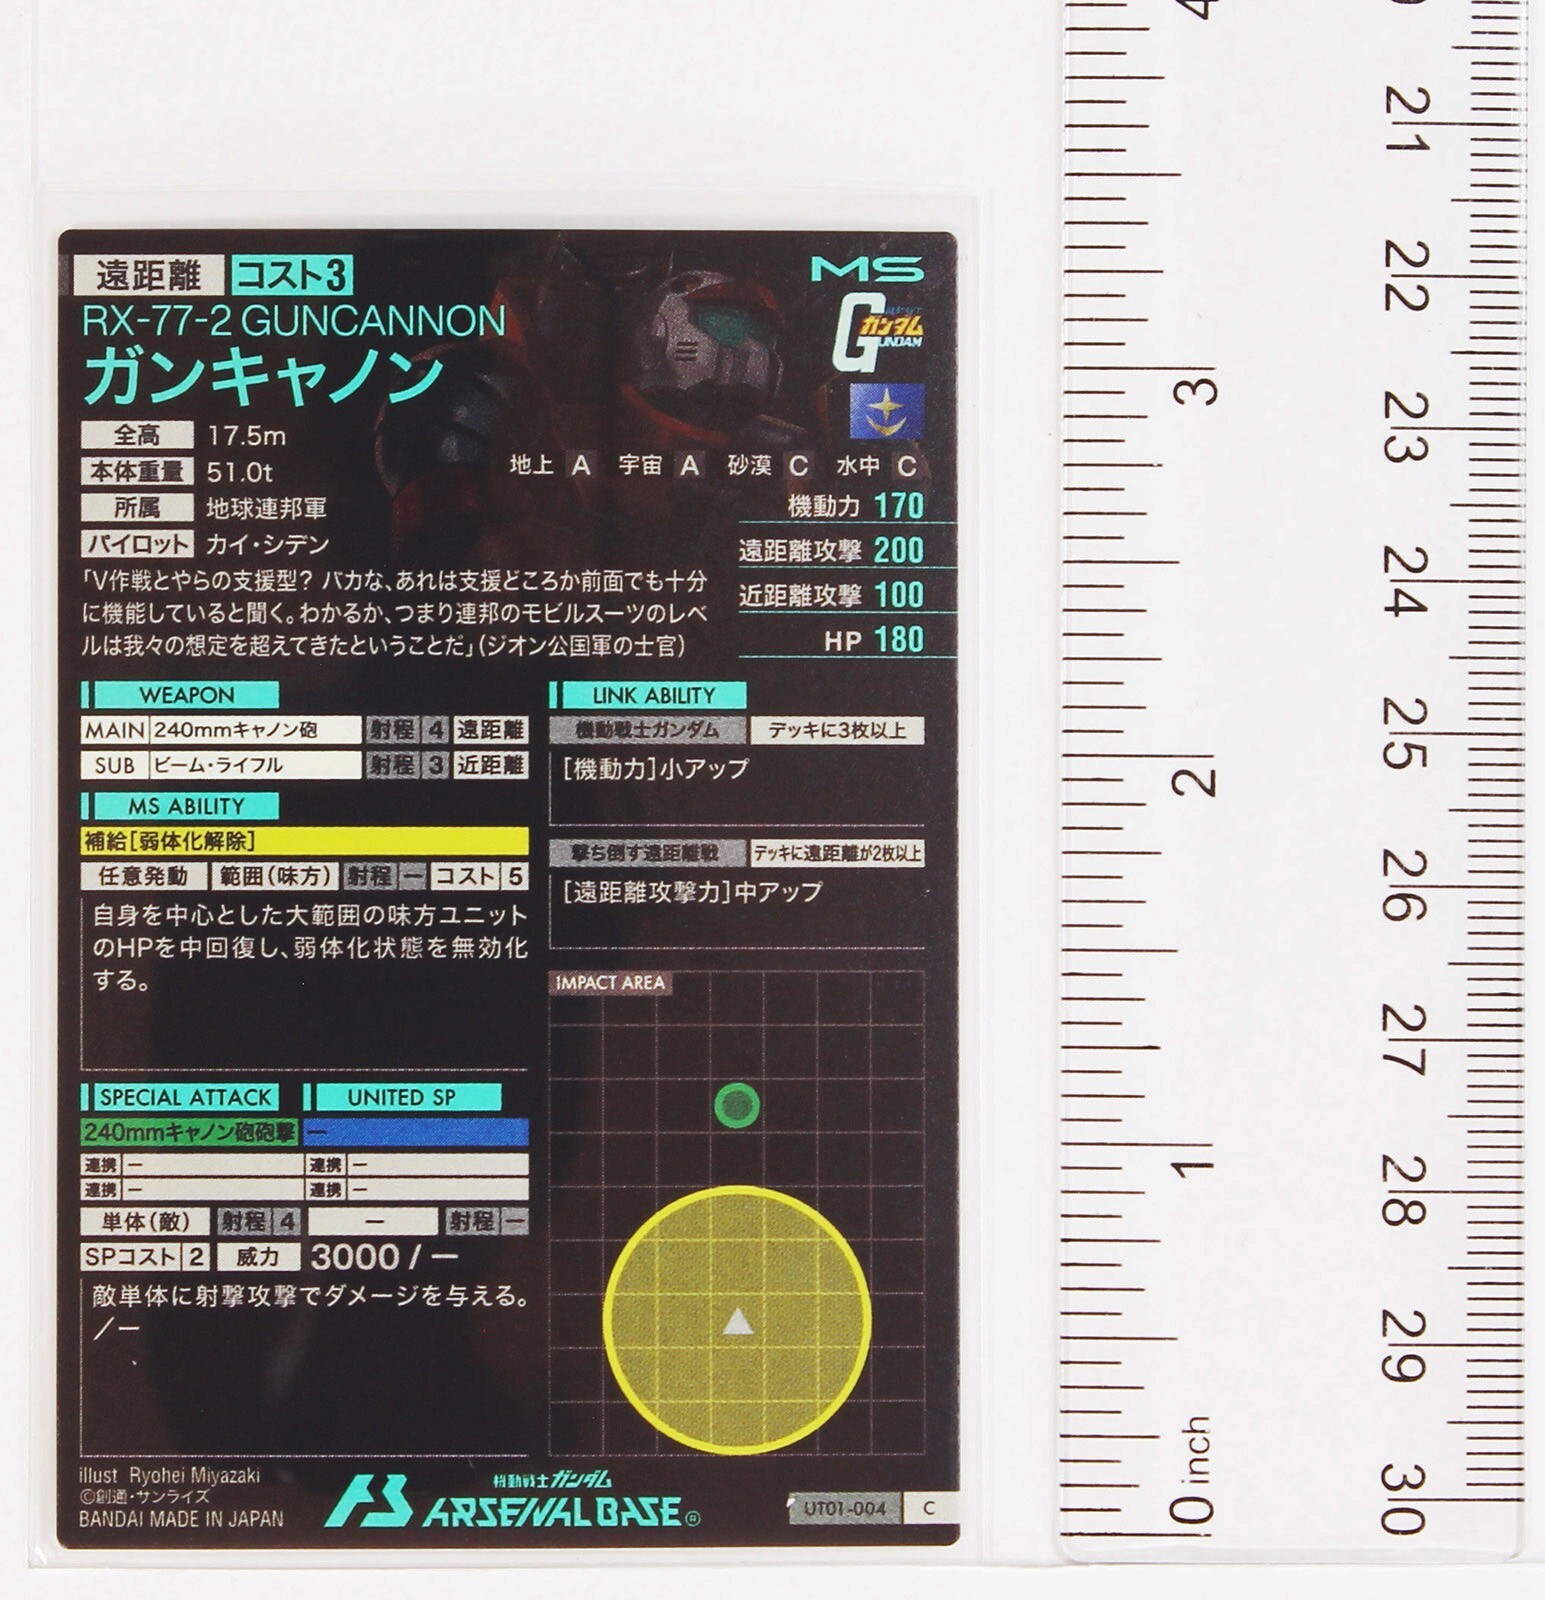 遠距離 コスト3 MS
RX-77-2 GUNCANNON
ガンキャノン
G ガンダム
GUNDAM
全高 17.5m
本体重量 51.0t
地上 A 宇宙 A 砂漠 C 水中 C
所属 地球連邦軍
機動力 170
パイロット カイ・シデン
遠距離攻撃 200
近距離攻撃 100
HP 180
「V作戦とやらの支援型? バカな、あれは支援どころか前面でも十分
に機能していると聞く。わかるか、つまり連邦のモビルスーツのレベ
ルは我々の想定を超えてきたということだ」(ジオン公国軍の士官)
WEAPON
MAIN 240mmキャノン砲 射程 4 遠距離
SUB ビーム・ライフル 射程 3 近距離
MS ABILITY
補給[弱体化解除]
任意発動 範囲(味方) 射程 ー コスト 5
自身を中心とした大範囲の味方ユニット
のHPを中回復し、弱体化状態を無効化
する。
LINK ABILITY
機動戦士ガンダム デッキに3枚以上
[機動力]小アップ
撃ち倒す遠距離戦 デッキに遠距離が2枚以上
[遠距離攻撃力]中アップ
IMPACT AREA
SPECIAL ATTACK UNITED SP
240mmキャノン砲砲撃 ー
連携 ー 連携 ー
連携 ー 連携 ー
単体(敵) 射程 4 ー 射程 ー
SPコスト 2 威力 3000 / ー
敵単体に射撃攻撃でダメージを与える。
/ー
illust Ryohei Miyazaki
©創通・サンライズ
BANDAI MADE IN JAPAN
機動戦士ガンダム
ARSENAL BASE®
UT01-004 C
4
3
2
1
0 inch
21
22
23
24
25
26
27
28
29
30